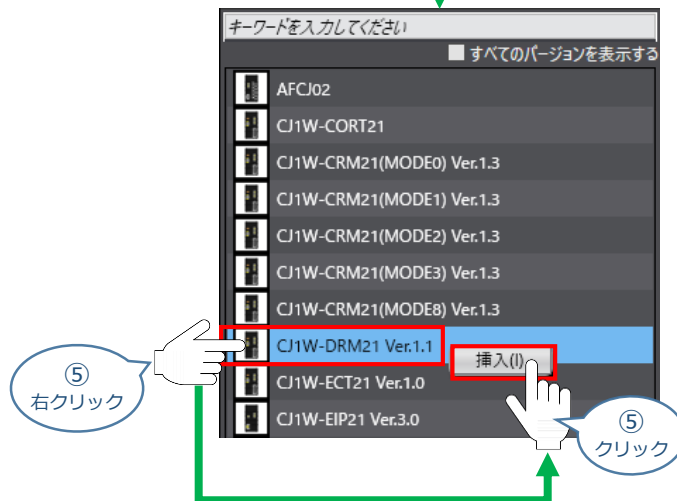 キーワードを入力してください
すべてのバージョンを表示する
AFCJ02
CJ1W-CORT21
CJ1W-CRM21(MODE0) Ver.1.3
CJ1W-CRM21(MODE1) Ver.1.3
CJ1W-CRM21(MODE2) Ver.1.3
CJ1W-CRM21(MODE3) Ver.1.3
CJ1W-CRM21(MODE8) Ver.1.3
CJ1W-DRM21 Ver.1.1
挿入(I)
⑤
右クリック
CJ1W-ECT21 Ver.1.0
CJ1W-EIP21 Ver.3.0
⑤
クリック